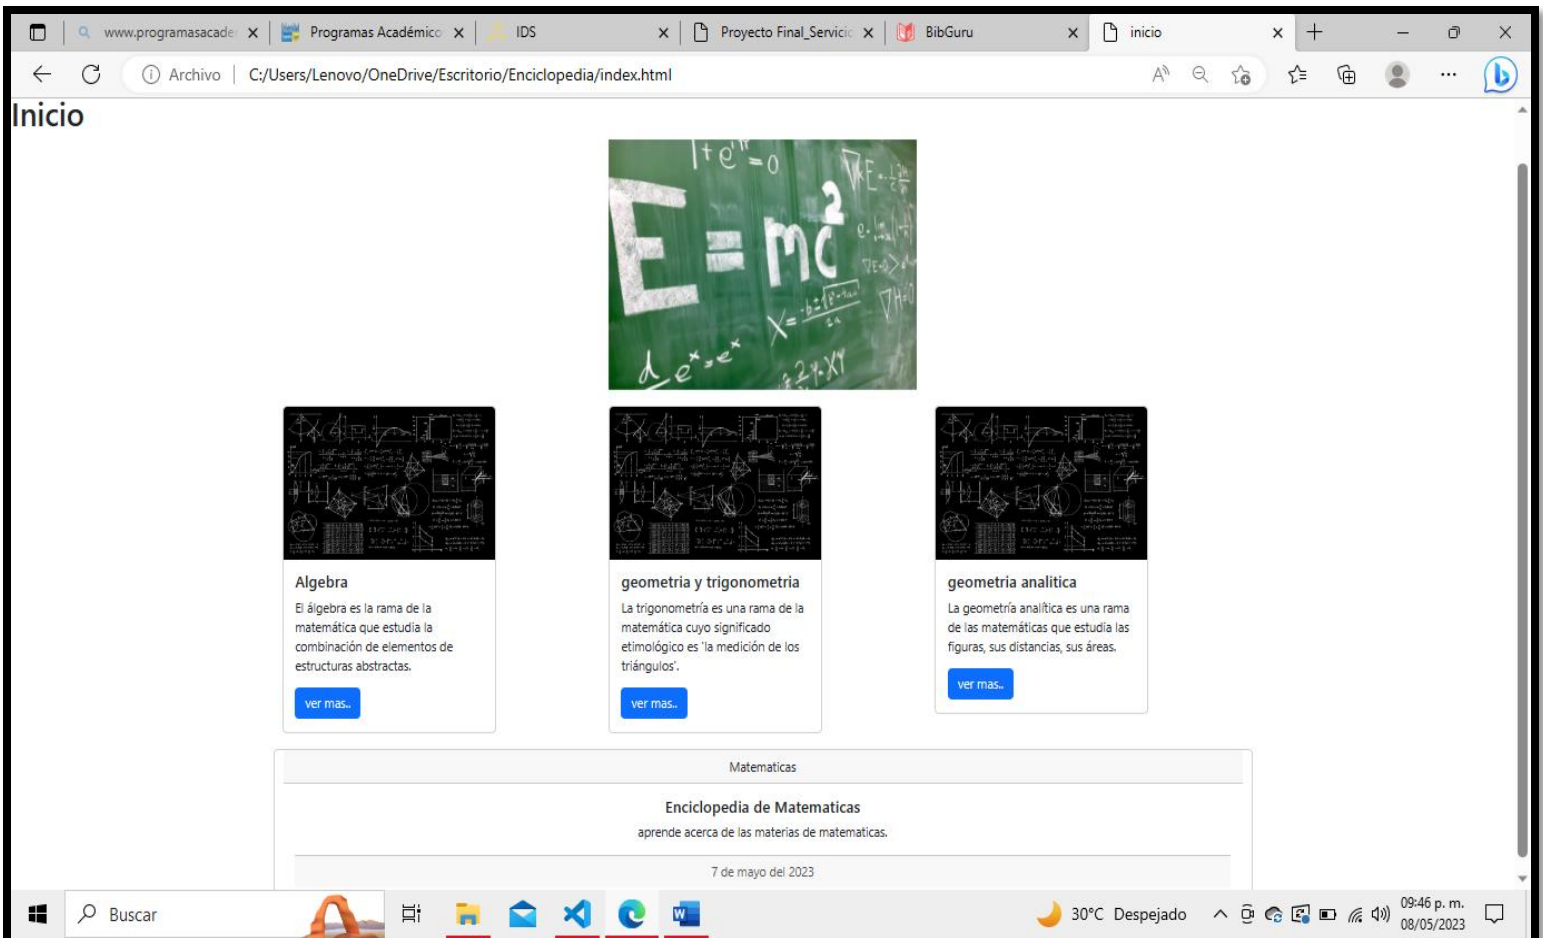 www.programasacade
Programas Académico
IDS
Proyecto Final_Servicio
BibGuru
inicio
Archivo
C:/Users/Lenovo/OneDrive/Escritorio/Enciclopedia/index.html
Inicio
1+e^iπ=0
E=mc²
d e^x=e^x
Algebra
El álgebra es la rama de la
matemática que estudia la
combinación de elementos de
estructuras abstractas.
ver mas..
geometria y trigonometria
La trigonometría es una rama de la
matemática cuyo significado
etimológico es 'la medición de los
triángulos'.
ver mas..
geometria analitica
La geometría analítica es una rama
de las matemáticas que estudia las
figuras, sus distancias, sus áreas.
ver mas..
Matematicas
Enciclopedia de Matematicas
aprende acerca de las materias de matematicas.
7 de mayo del 2023
Buscar
30°C Despejado
09:46 p. m.
08/05/2023